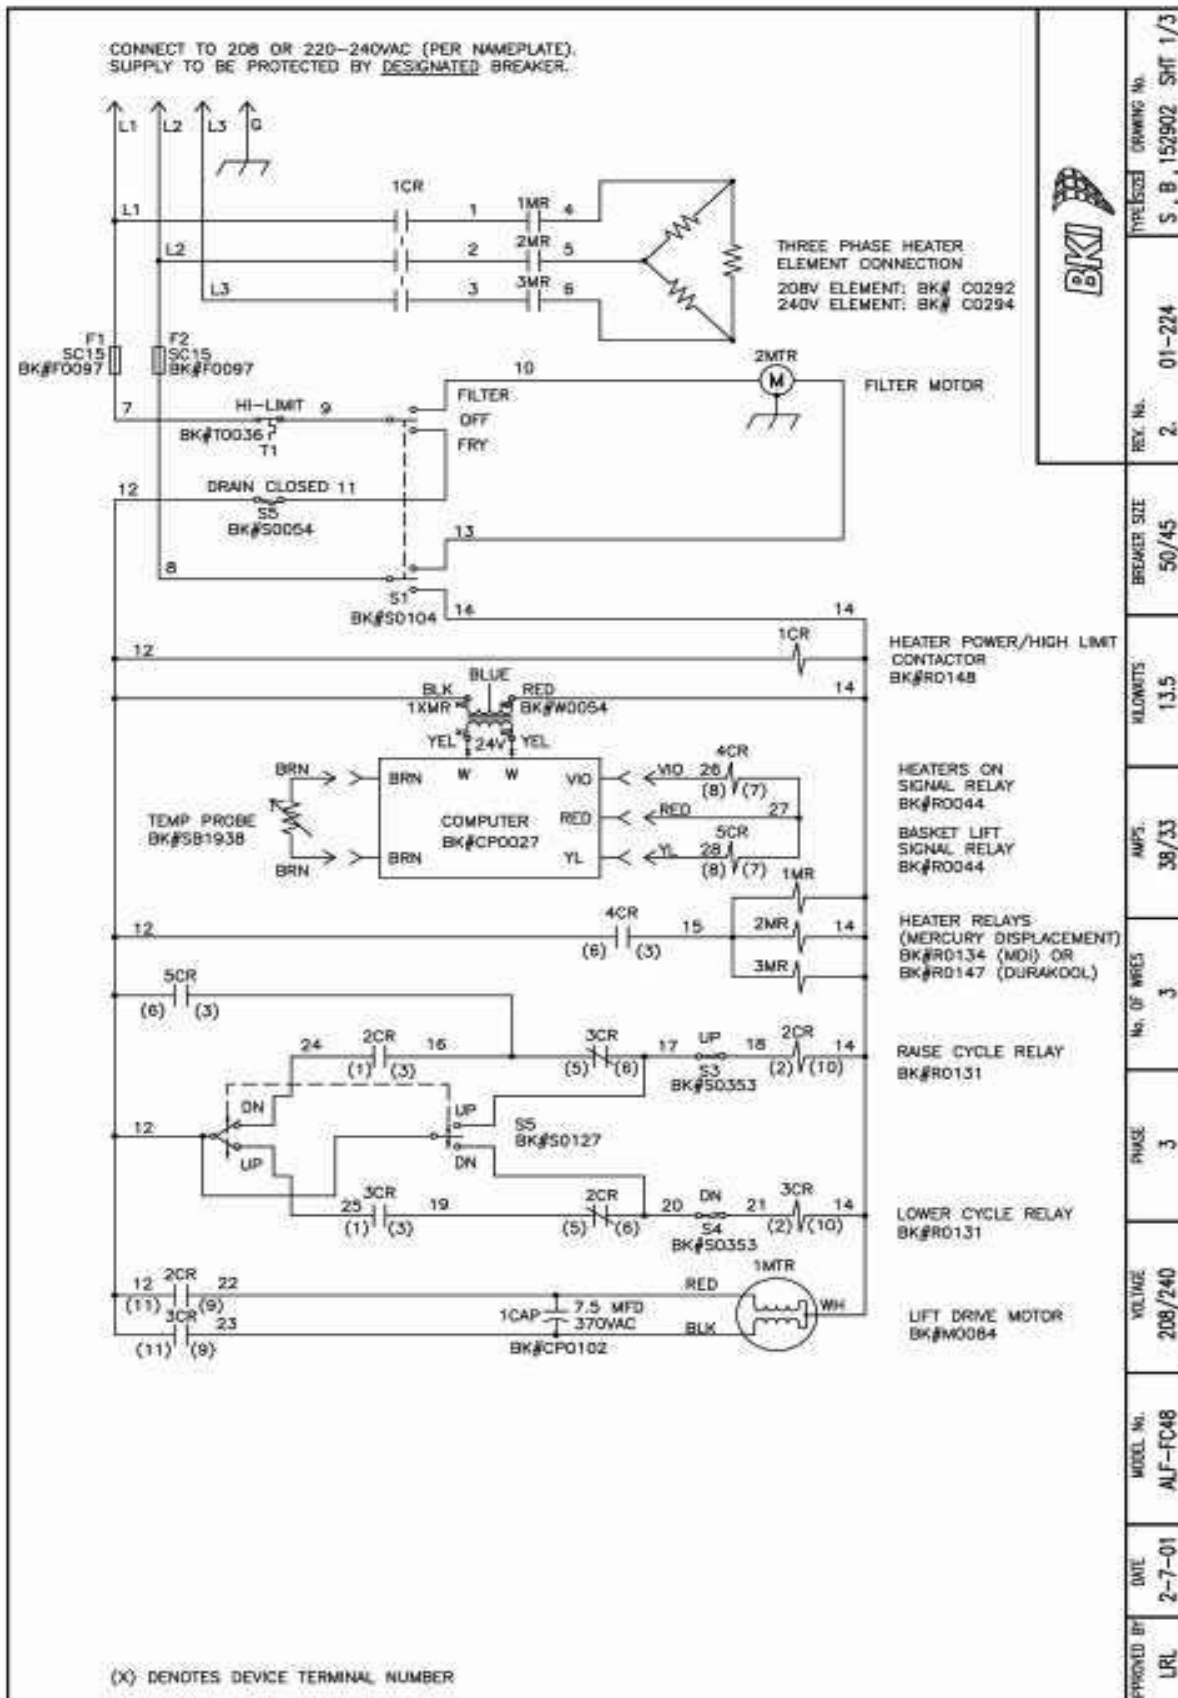 CONNECT TO 208 OR 220-240VAC (PER NAMEPLATE).
SUPPLY TO BE PROTECTED BY DESIGNATED BREAKER.
L1 L2 L3 G
1CR
L1 1 1MR 4
L2 2 2MR 5
L3 3 3MR 6
THREE PHASE HEATER
ELEMENT CONNECTION
208V ELEMENT: BK# C0292
240V ELEMENT: BK# C0294
F1
SC15
BK#F0097
F2
SC15
BK#F0097
10
2MTR
M
FILTER MOTOR
7
HI-LIMIT
9
BK#T0036
T1
FILTER
OFF
FRY
12
DRAIN CLOSED 11
S5
BK#S0054
13
8
S1
BK#S0104
14
14
12
1CR
HEATER POWER/HIGH LIMIT
CONTACTOR
BK#R0148
BLUE
BLK
RED
14
1XMR
BK#W0054
YEL 24V YEL
BRN
BRN
W W
VIO
VIO 26
4CR
(8) (7)
HEATERS ON
SIGNAL RELAY
BK#R0044
TEMP PROBE
BK#SB1938
COMPUTER
BK#CP0027
RED
RED
27
BRN
BRN
YL
YL 28
5CR
(8) (7)
BASKET LIFT
SIGNAL RELAY
BK#R0044
1MR
12
4CR
(6) (3)
15
2MR
14
3MR
HEATER RELAYS
(MERCURY DISPLACEMENT)
BK#R0134 (MDI) OR
BK#R0147 (DURAKOOL)
5CR
(6) (3)
24
2CR
(1) (3)
16
3CR
(5) (6)
17
UP
S3
BK#S0353
18
2CR
(2) (10)
14
RAISE CYCLE RELAY
BK#R0131
12
DN
UP
UP
DN
S5
BK#S0127
25
3CR
(1) (3)
19
2CR
(5) (6)
20
DN
S4
BK#S0353
21
3CR
(2) (10)
14
LOWER CYCLE RELAY
BK#R0131
12
2CR
(11) (9)
22
RED
1MTR
3CR
(11) (9)
23
1CAP
7.5 MFD
370VAC
BK#CP0102
BLK
WH
LIFT DRIVE MOTOR
BK#M0084
(X) DENOTES DEVICE TERMINAL NUMBER
BKI
TYPE SIZE DRAWING No.
S B 152902 SHT 1/3
REV. No.
2. 01-224
BREAKER SIZE
50/45
KILOWATTS
13.5
AMPS.
38/33
No. OF WIRES
3
PHASE
3
VOLTAGE
208/240
MODEL No.
ALF-FC48
DATE
2-7-01
PPROVED BY
LRL